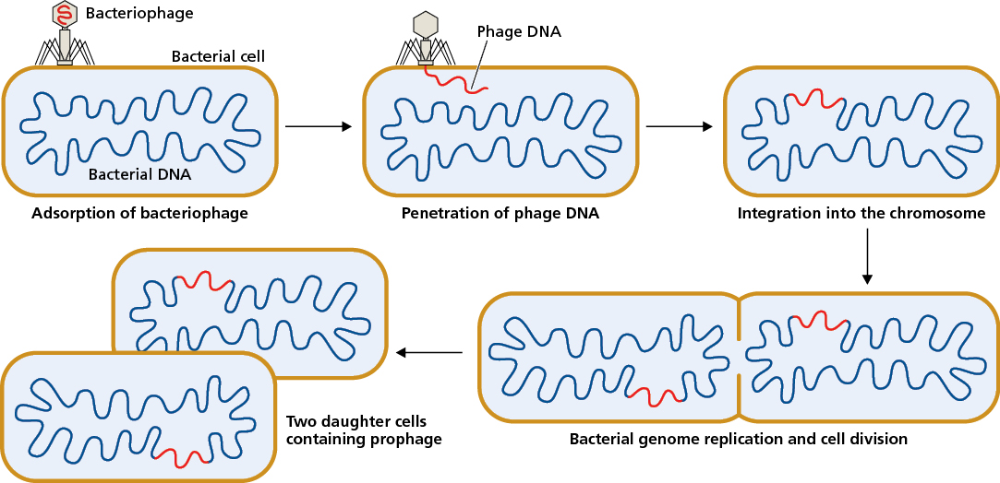 Bacteriophage
Bacterial cell
Bacterial DNA
Adsorption of bacteriophage
Phage DNA
Penetration of phage DNA
Integration into the chromosome
Bacterial genome replication and cell division
Two daughter cells
containing prophage